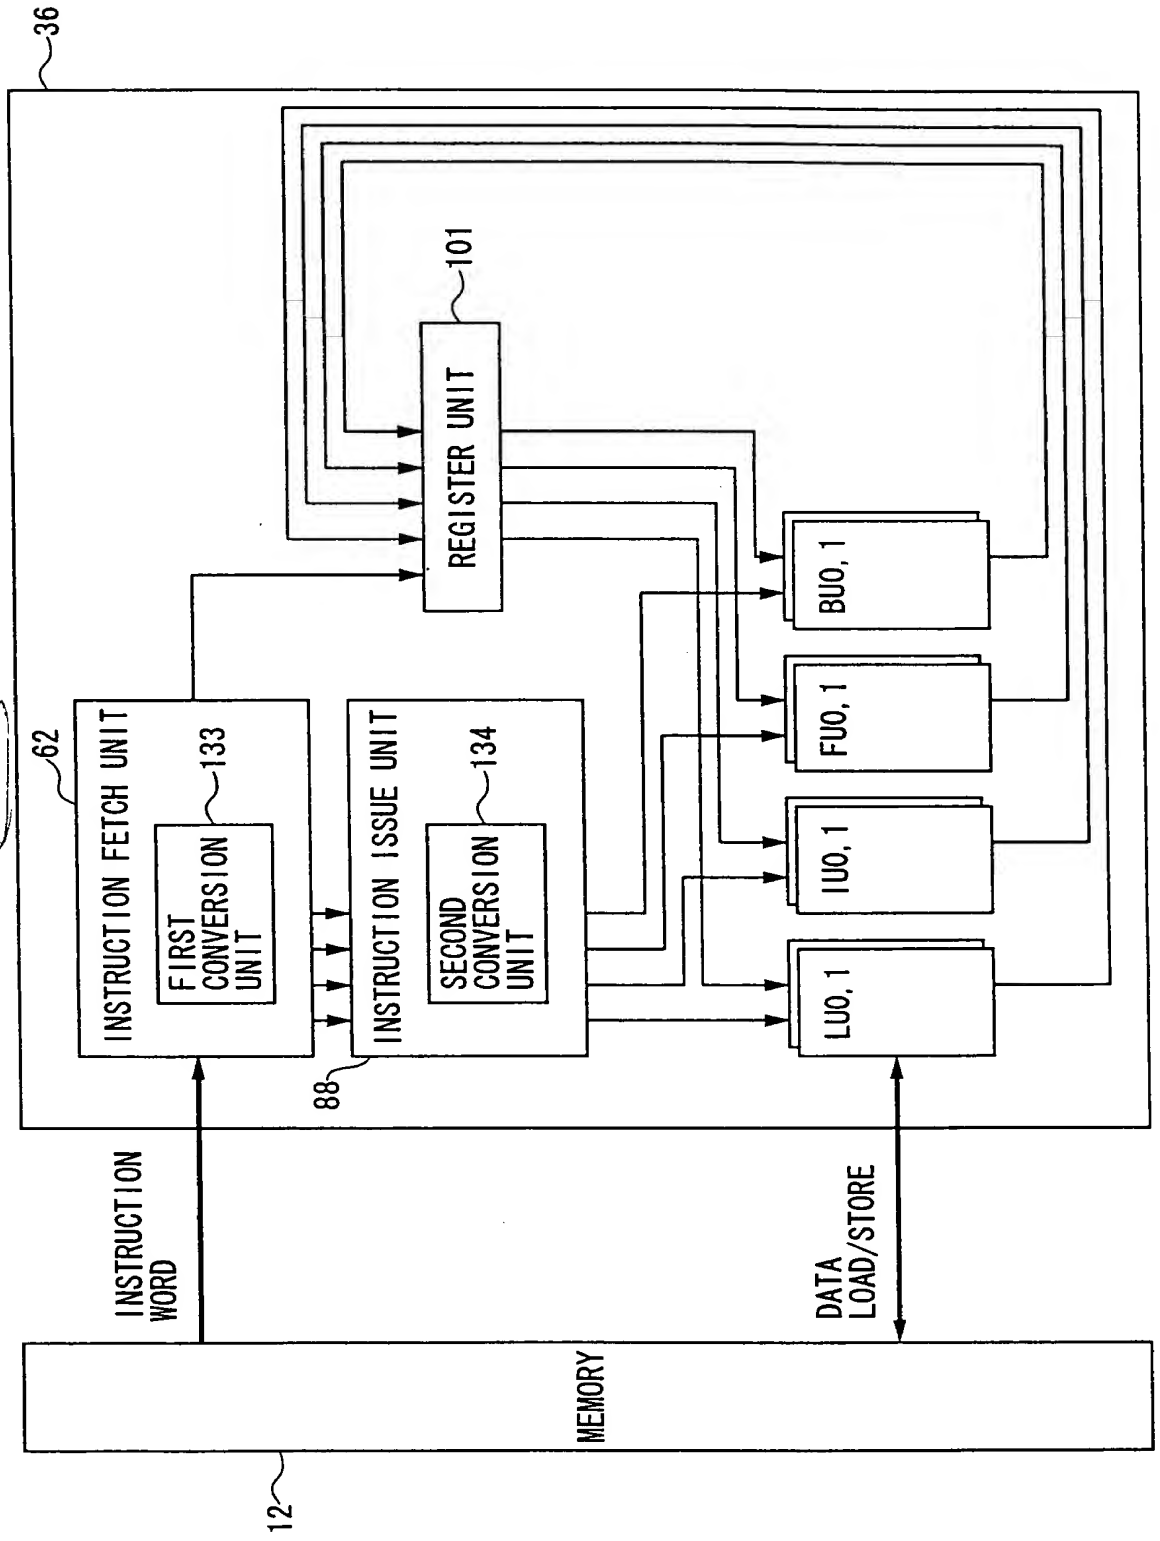 36
62
INSTRUCTION FETCH UNIT
FIRST
CONVERSION
UNIT
133
INSTRUCTION
WORD
88
INSTRUCTION ISSUE UNIT
SECOND
CONVERSION
UNIT
134
REGISTER UNIT
101
12
MEMORY
DATA
LOAD/STORE
LU0, 1
IU0, 1
FU0, 1
BU0, 1